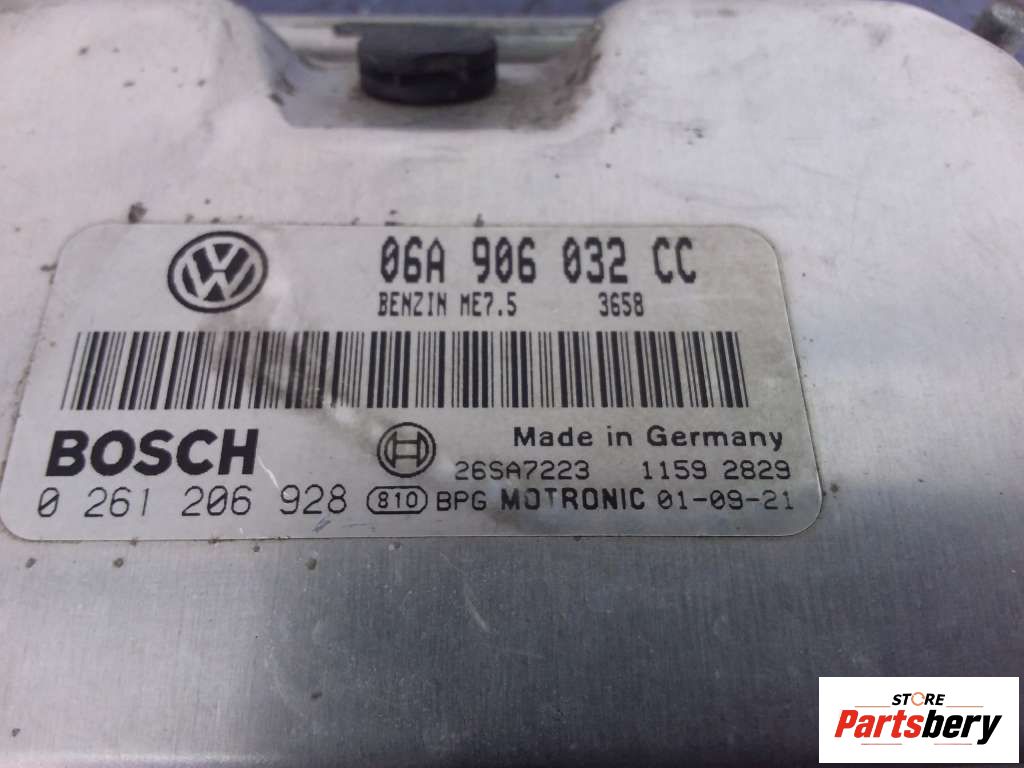 VW 06A 906 032 CC
BENZIN ME7.5 3658
BOSCH Made in Germany
26SA7223 1159 2829
0 261 206 928 810 BPG MOTRONIC 01-09-21
STORE
Partsbery